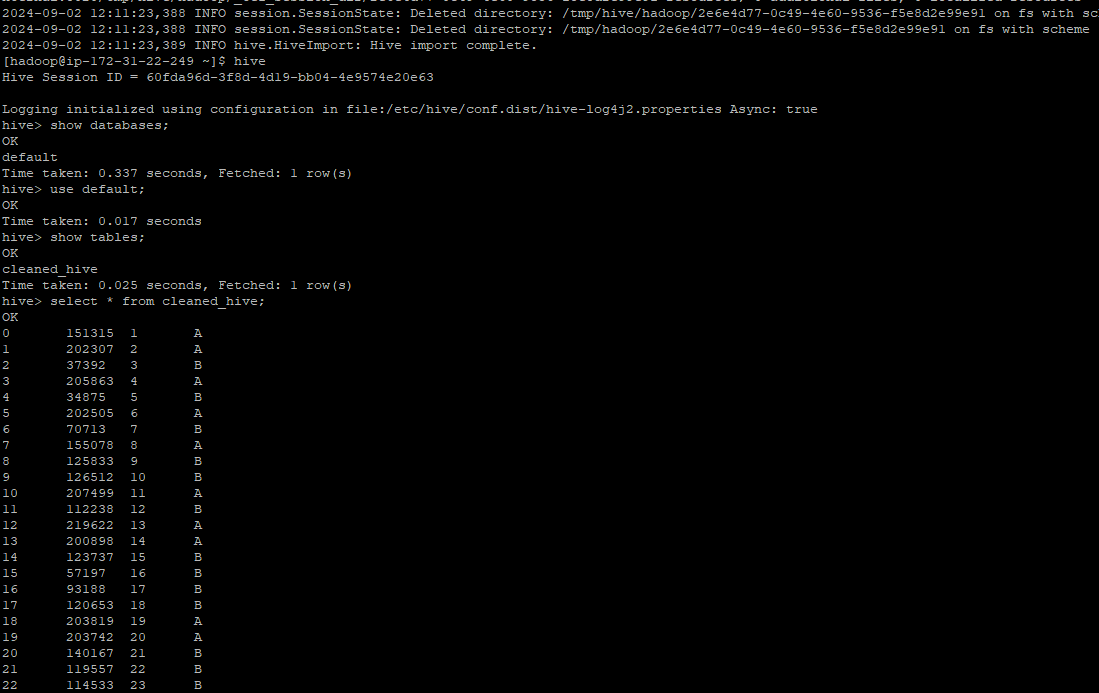 2024-09-02 12:11:23,388 INFO session.SessionState: Deleted directory: /tmp/hive/hadoop/2e6e4d77-0c49-4e60-9536-f5e8d2e99e91 on fs with sc
2024-09-02 12:11:23,388 INFO session.SessionState: Deleted directory: /tmp/hadoop/2e6e4d77-0c49-4e60-9536-f5e8d2e99e91 on fs with scheme
2024-09-02 12:11:23,389 INFO hive.HiveImport: Hive import complete.
[hadoop@ip-172-31-22-249 ~]$ hive
Hive Session ID = 60fda96d-3f8d-4d19-bb04-4e9574e20e63
Logging initialized using configuration in file:/etc/hive/conf.dist/hive-log4j2.properties Async: true
hive> show databases;
OK
default
Time taken: 0.337 seconds, Fetched: 1 row(s)
hive> use default;
OK
Time taken: 0.017 seconds
hive> show tables;
OK
cleaned_hive
Time taken: 0.025 seconds, Fetched: 1 row(s)
hive> select * from cleaned_hive;
OK
0 151315 1 A
1 202307 2 A
2 37392 3 B
3 205863 4 A
4 34875 5 B
5 202505 6 A
6 70713 7 B
7 155078 8 A
8 125833 9 B
9 126512 10 B
10 207499 11 A
11 112238 12 B
12 219622 13 A
13 200898 14 A
14 123737 15 B
15 57197 16 B
16 93188 17 B
17 120653 18 B
18 203819 19 A
19 203742 20 A
20 140167 21 B
21 119557 22 B
22 114533 23 B